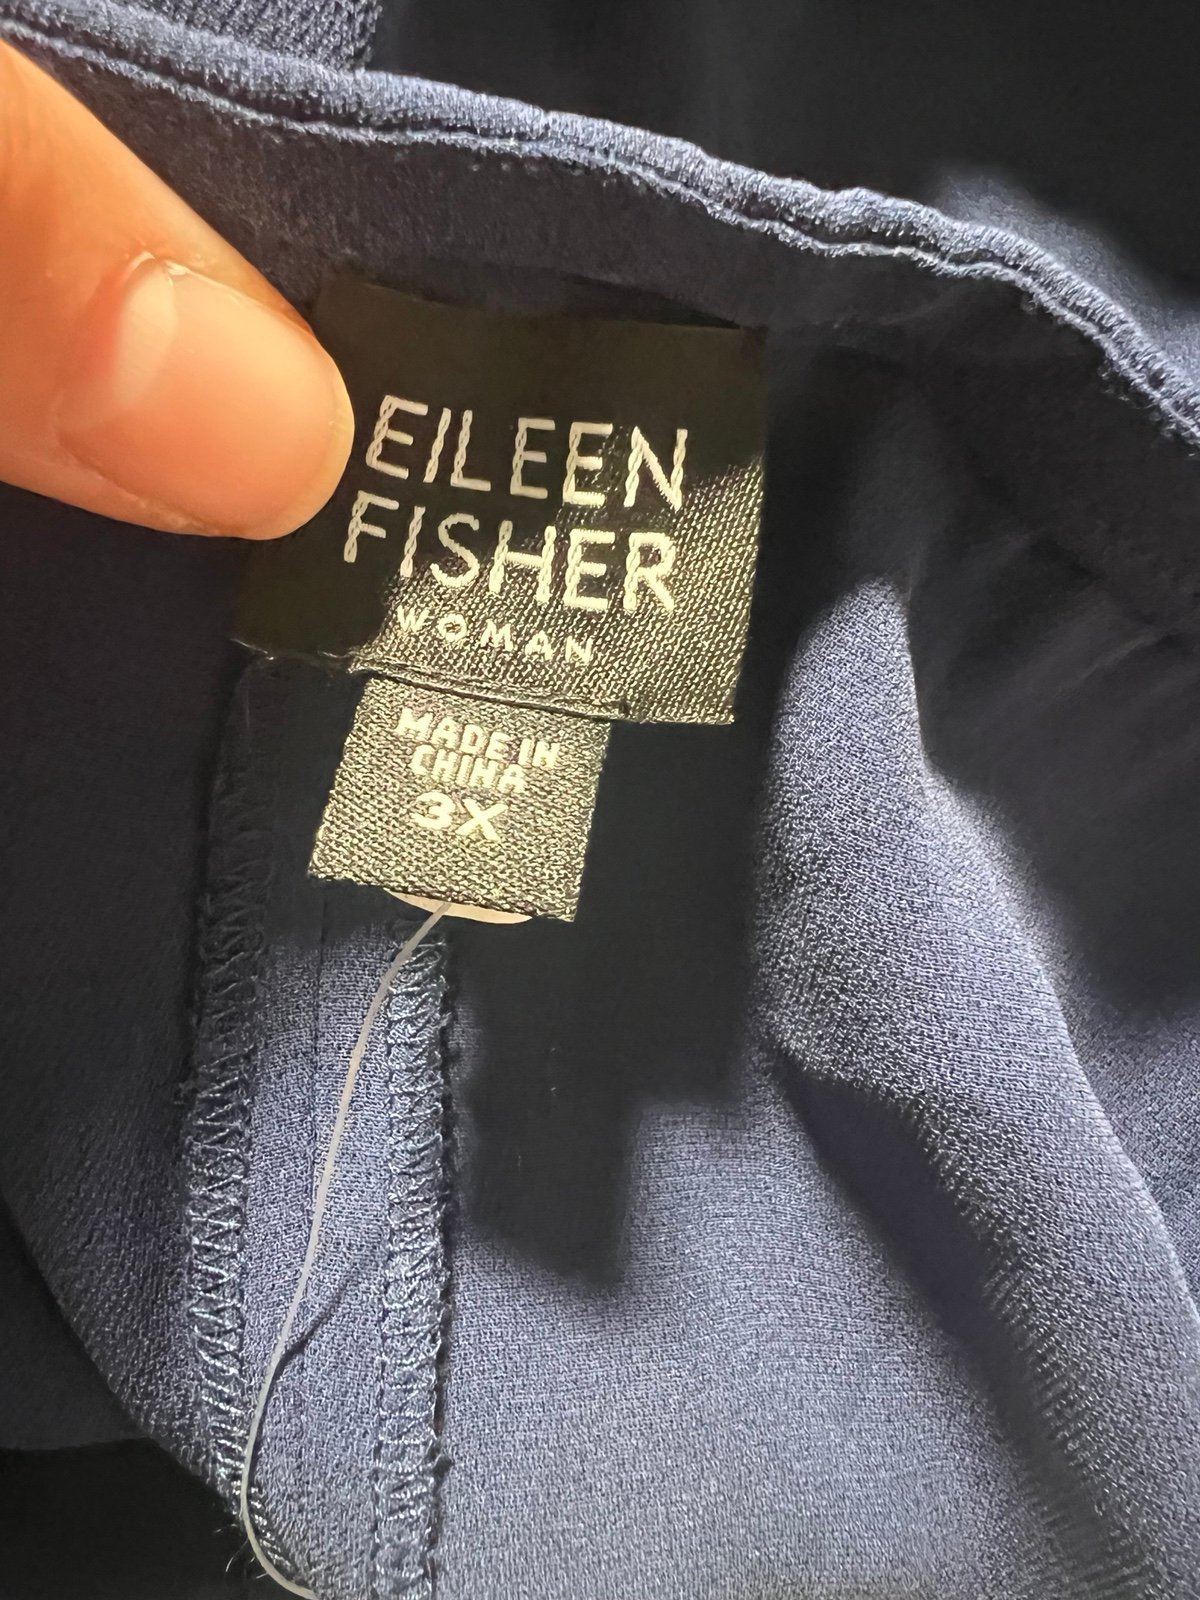 EILEEN
FISHER
WOMAN
MADE IN
CHINA
3X